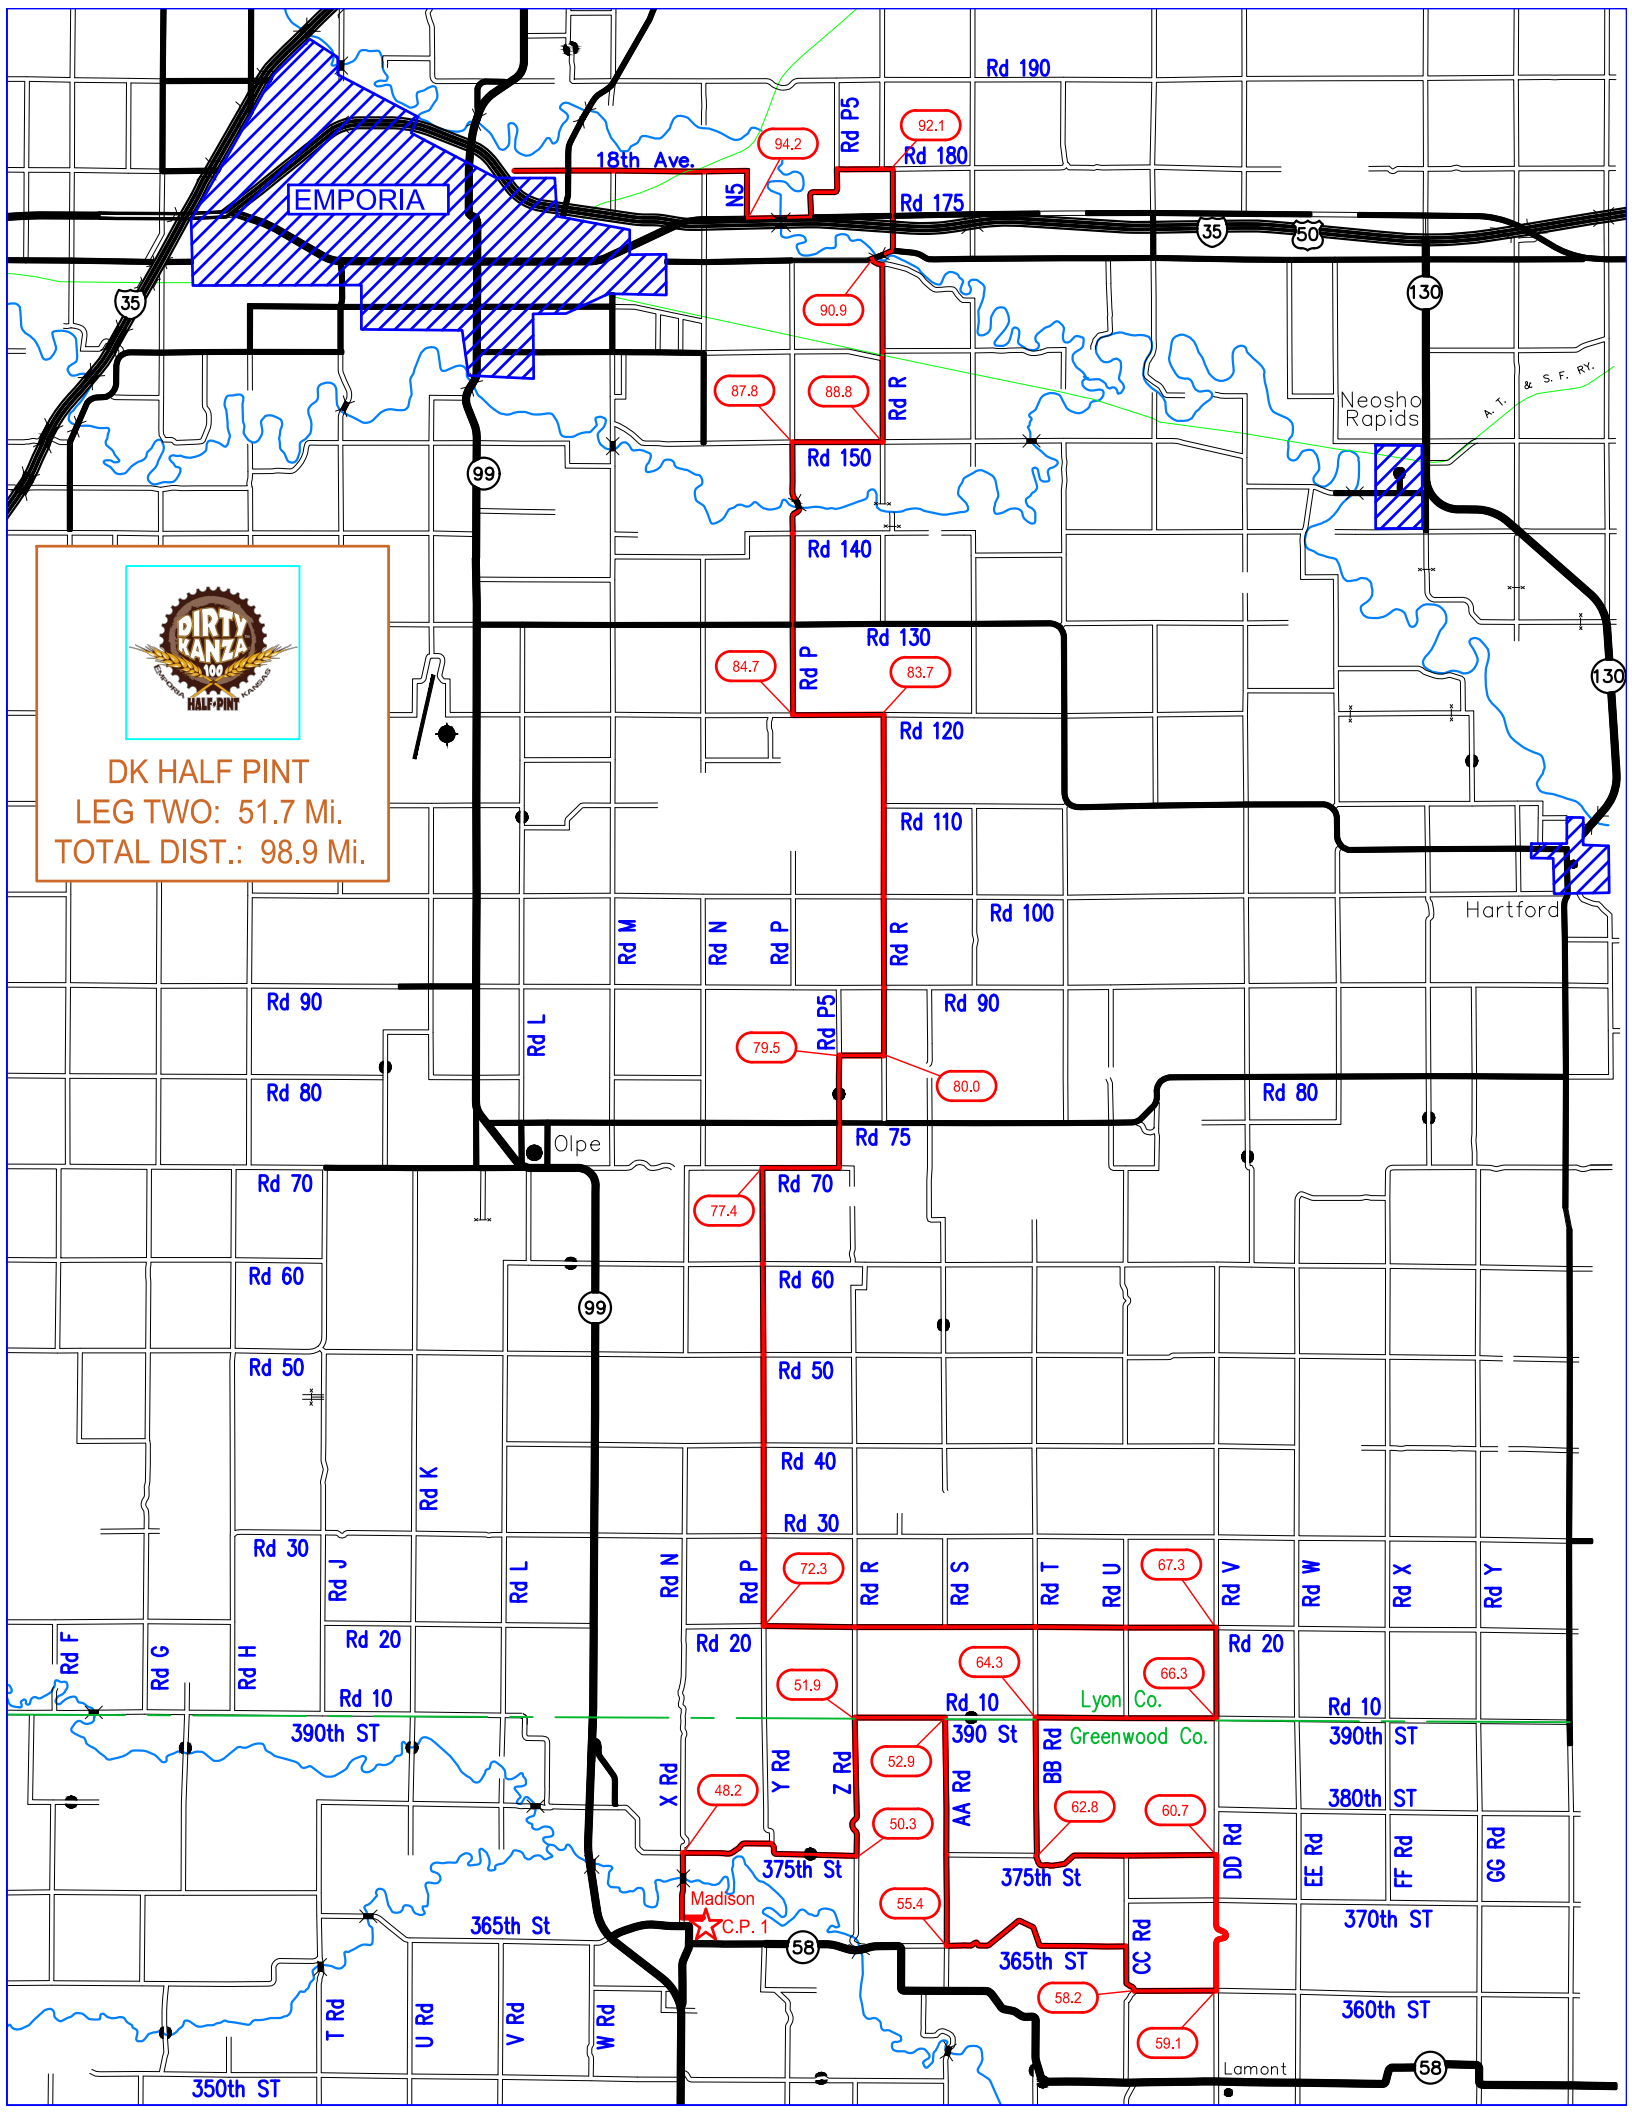 Rd 190
Rd P5
92.1
94.2
18th Ave.
Rd 180
N5
EMPORIA
Rd 175
35
50
35
90.9
130
87.8
88.8
Rd R
Neosho
Rapids
A. T. & S. F. RY.
Rd 150
99
Rd 140
DIRTY
KANZA
100
EMPORIA KANSAS
HALF-PINT
DK HALF PINT
LEG TWO: 51.7 Mi.
TOTAL DIST.: 98.9 Mi.
Rd 130
84.7
Rd P
83.7
130
Rd 120
Rd 110
Hartford
Rd 100
Rd M
Rd N
Rd P
Rd R
Rd 90
Rd L
Rd P5
Rd 90
79.5
80.0
Rd 80
Rd 80
Olpe
Rd 75
Rd 70
Rd 70
77.4
Rd 60
Rd 60
99
Rd 50
Rd 50
Rd 40
Rd K
Rd 30
Rd 30
Rd J
Rd L
Rd N
Rd P
72.3
Rd R
Rd S
Rd T
Rd U
67.3
Rd V
Rd W
Rd X
Rd Y
Rd F
Rd G
Rd H
Rd 20
Rd 20
Rd 20
64.3
66.3
51.9
Rd 10
Rd 10
Lyon Co.
Rd 10
390th ST
390 St
Greenwood Co.
390th ST
X Rd
Y Rd
Z Rd
52.9
AA Rd
BB Rd
48.2
50.3
62.8
60.7
380th ST
375th St
375th St
DD Rd
EE Rd
FF Rd
GG Rd
Madison
C.P. 1
55.4
365th St
58
365th ST
CC Rd
370th ST
58.2
59.1
360th ST
T Rd
U Rd
V Rd
W Rd
350th ST
Lamont
58